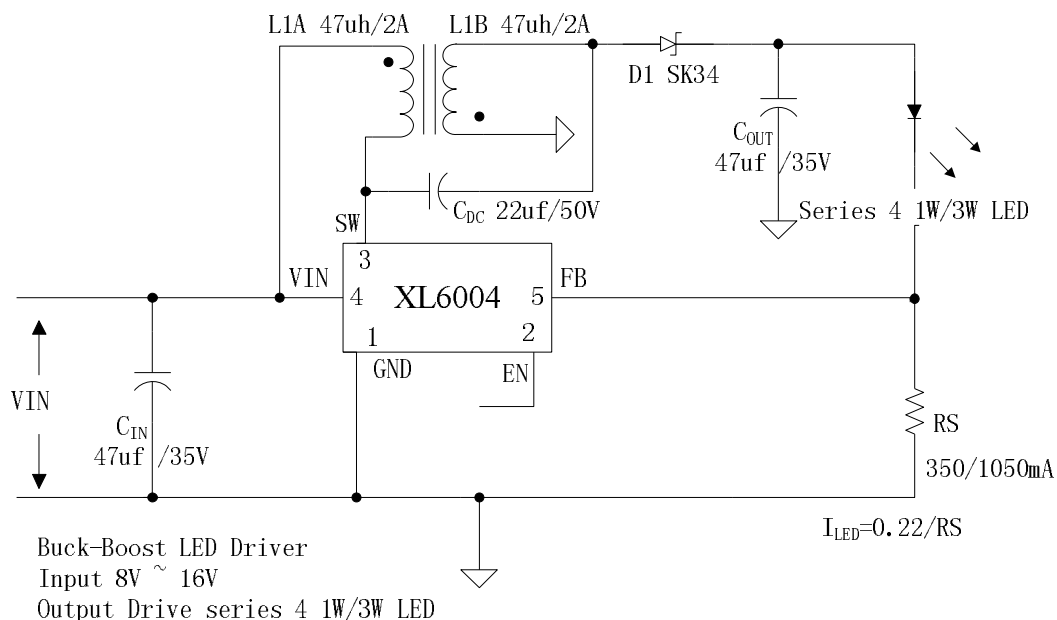 L1A 47uh/2A
L1B 47uh/2A
D1 SK34
COUT
47uf /35V
CDC 22uf/50V
Series 4 1W/3W LED
SW
3
VIN
4
XL6004
5
FB
1
2
GND
EN
VIN
CIN
47uf /35V
RS
350/1050mA
ILED=0.22/RS
Buck-Boost LED Driver
Input 8V ~ 16V
Output Drive series 4 1W/3W LED